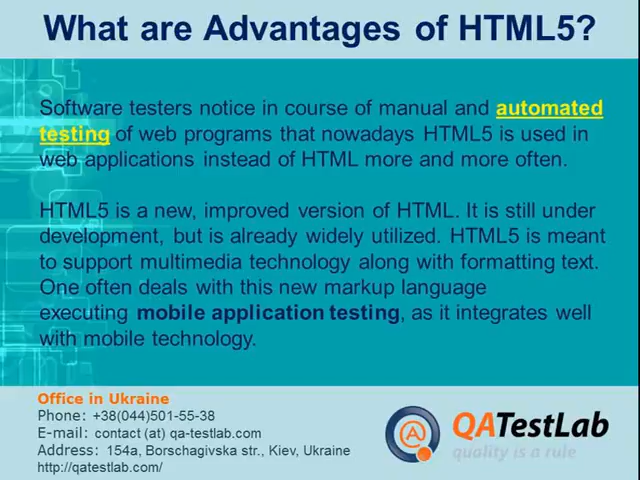 What are Advantages of HTML5?
Software testers notice in course of manual and automated
testing of web programs that nowadays HTML5 is used in
web applications instead of HTML more and more often.
HTML5 is a new, improved version of HTML. It is still under
development, but is already widely utilized. HTML5 is meant
to support multimedia technology along with formatting text.
One often deals with this new markup language
executing mobile application testing, as it integrates well
with mobile technology.
Office in Ukraine
Phone: +38(044)501-55-38
E-mail: contact (at) qa-testlab.com
Address: 154a, Borschagivska str., Kiev, Ukraine
http://qatestlab.com/
QATestLab
quality is a rule